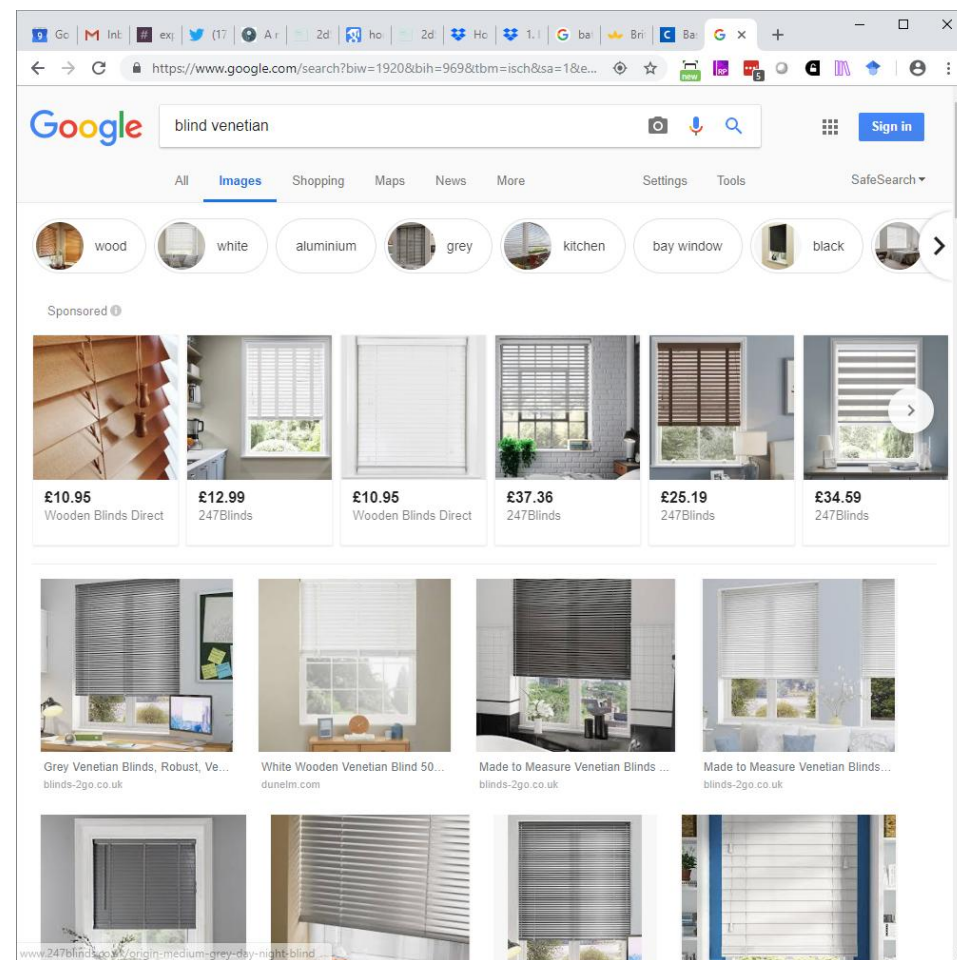 Go
Inb
exp
(17
A r
2d
ho
2d
Ho
1. l
bat
Bri
Bas
https://www.google.com/search?biw=1920&bih=969&tbm=isch&sa=1&e...
new
RP
5
Google
blind venetian
Sign in
All Images Shopping Maps News More Settings Tools SafeSearch
wood white aluminium grey kitchen bay window black
Sponsored
£10.95 £12.99 £10.95 £37.36 £25.19 £34.59
Wooden Blinds Direct 247Blinds Wooden Blinds Direct 247Blinds 247Blinds 247Blinds
Grey Venetian Blinds, Robust, Ve... White Wooden Venetian Blind 50... Made to Measure Venetian Blinds ... Made to Measure Venetian Blinds...
blinds-2go.co.uk dunelm.com blinds-2go.co.uk blinds-2go.co.uk
www.247blinds.co.uk/origin-medium-grey-day-night-blind